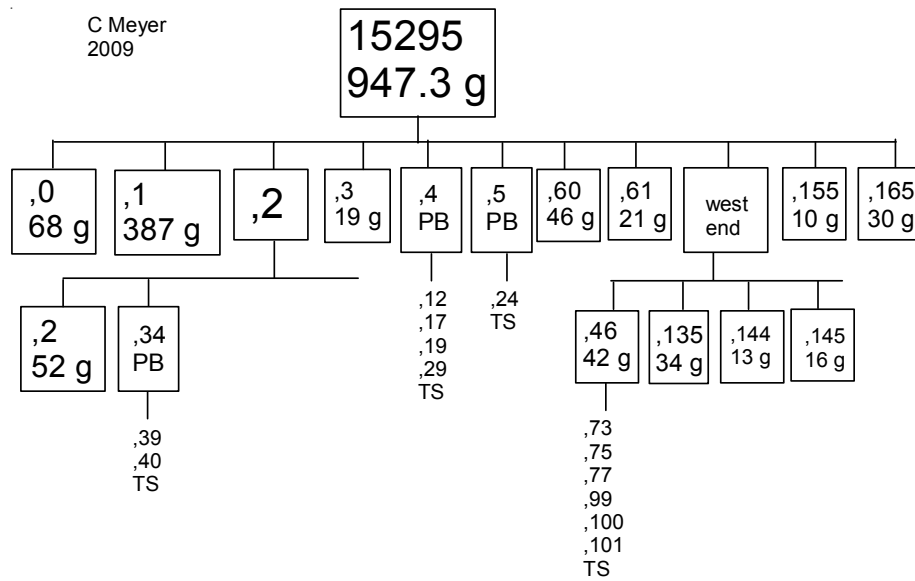 C Meyer
2009
15295
947.3 g
,0
68 g
,1
387 g
,2
,3
19 g
,4
PB
,5
PB
,60
46 g
,61
21 g
west
end
,155
10 g
,165
30 g
,2
52 g
,34
PB
,39
,40
TS
,12
,17
,19
,29
TS
,24
TS
,46
42 g
,135
34 g
,144
13 g
,145
16 g
,73
,75
,77
,99
,100
,101
TS